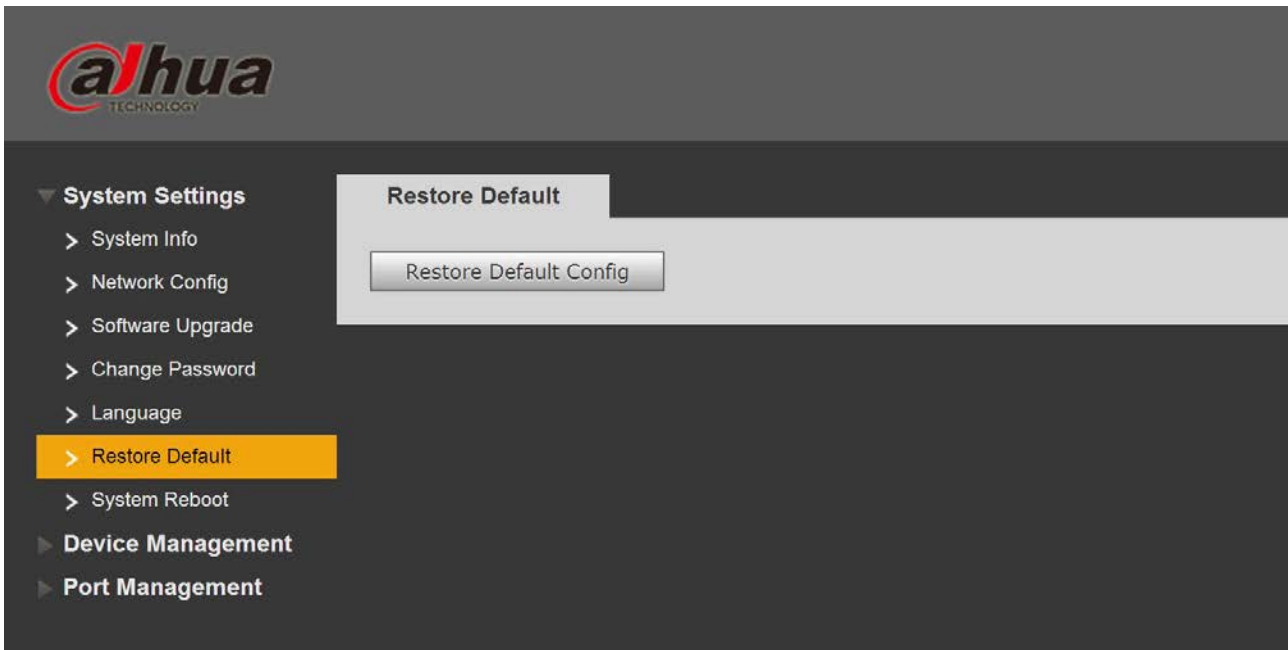 alhua
TECHNOLOGY
System Settings
System Info
Network Config
Software Upgrade
Change Password
Language
Restore Default
System Reboot
Device Management
Port Management
Restore Default
Restore Default Config